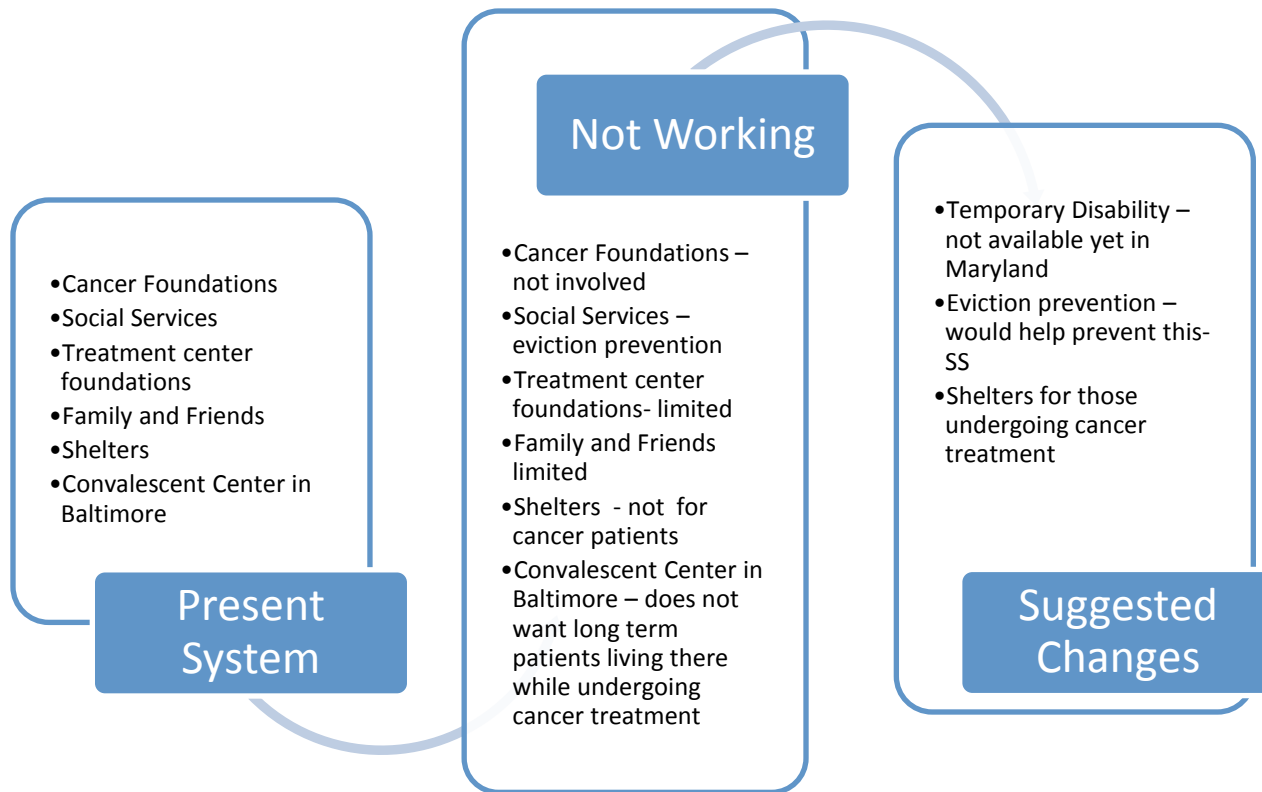 •Cancer Foundations
•Social Services
•Treatment center
foundations
•Family and Friends
•Shelters
•Convalescent Center in
Baltimore
Present
System
Not Working
•Cancer Foundations –
not involved
•Social Services –
eviction prevention
•Treatment center
foundations- limited
•Family and Friends
limited
•Shelters - not for
cancer patients
•Convalescent Center in
Baltimore – does not
want long term
patients living there
while undergoing
cancer treatment
•Temporary Disability –
not available yet in
Maryland
•Eviction prevention –
would help prevent this-
SS
•Shelters for those
undergoing cancer
treatment
Suggested
Changes